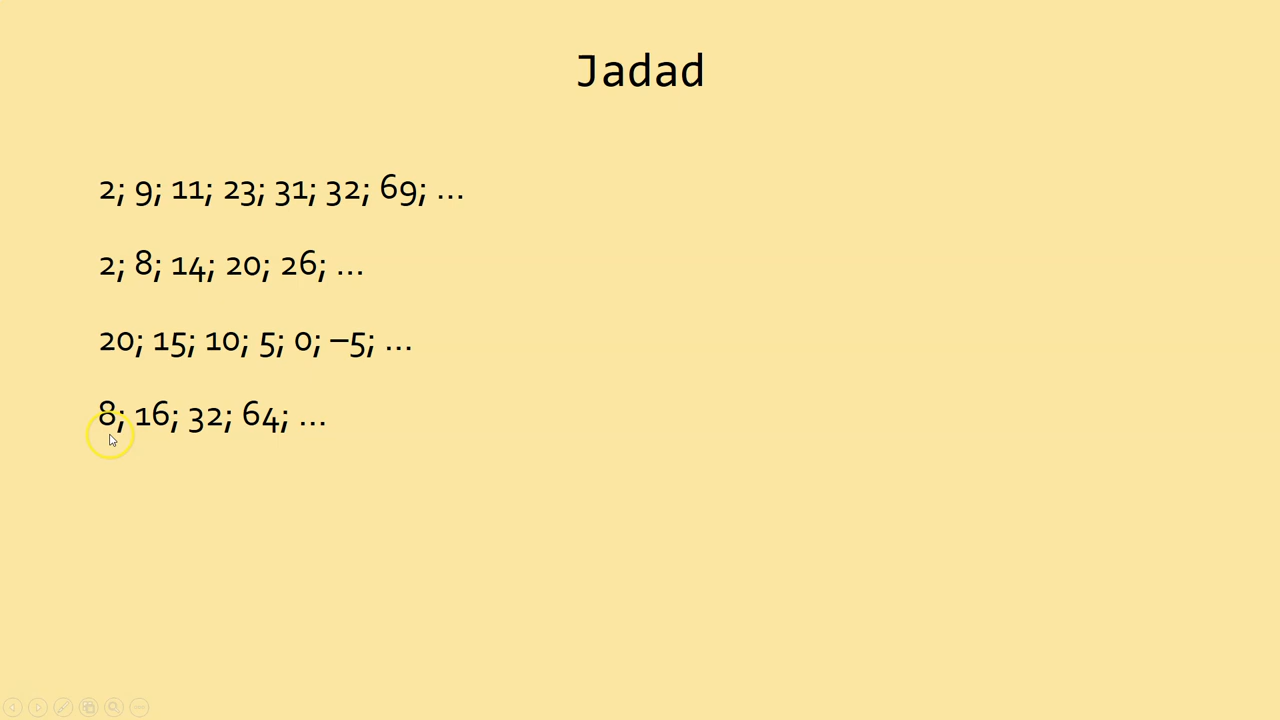 Jadad
2; 9; 11; 23; 31; 32; 69; …
2; 8; 14; 20; 26; …
20; 15; 10; 5; 0; –5; …
8; 16; 32; 64; …